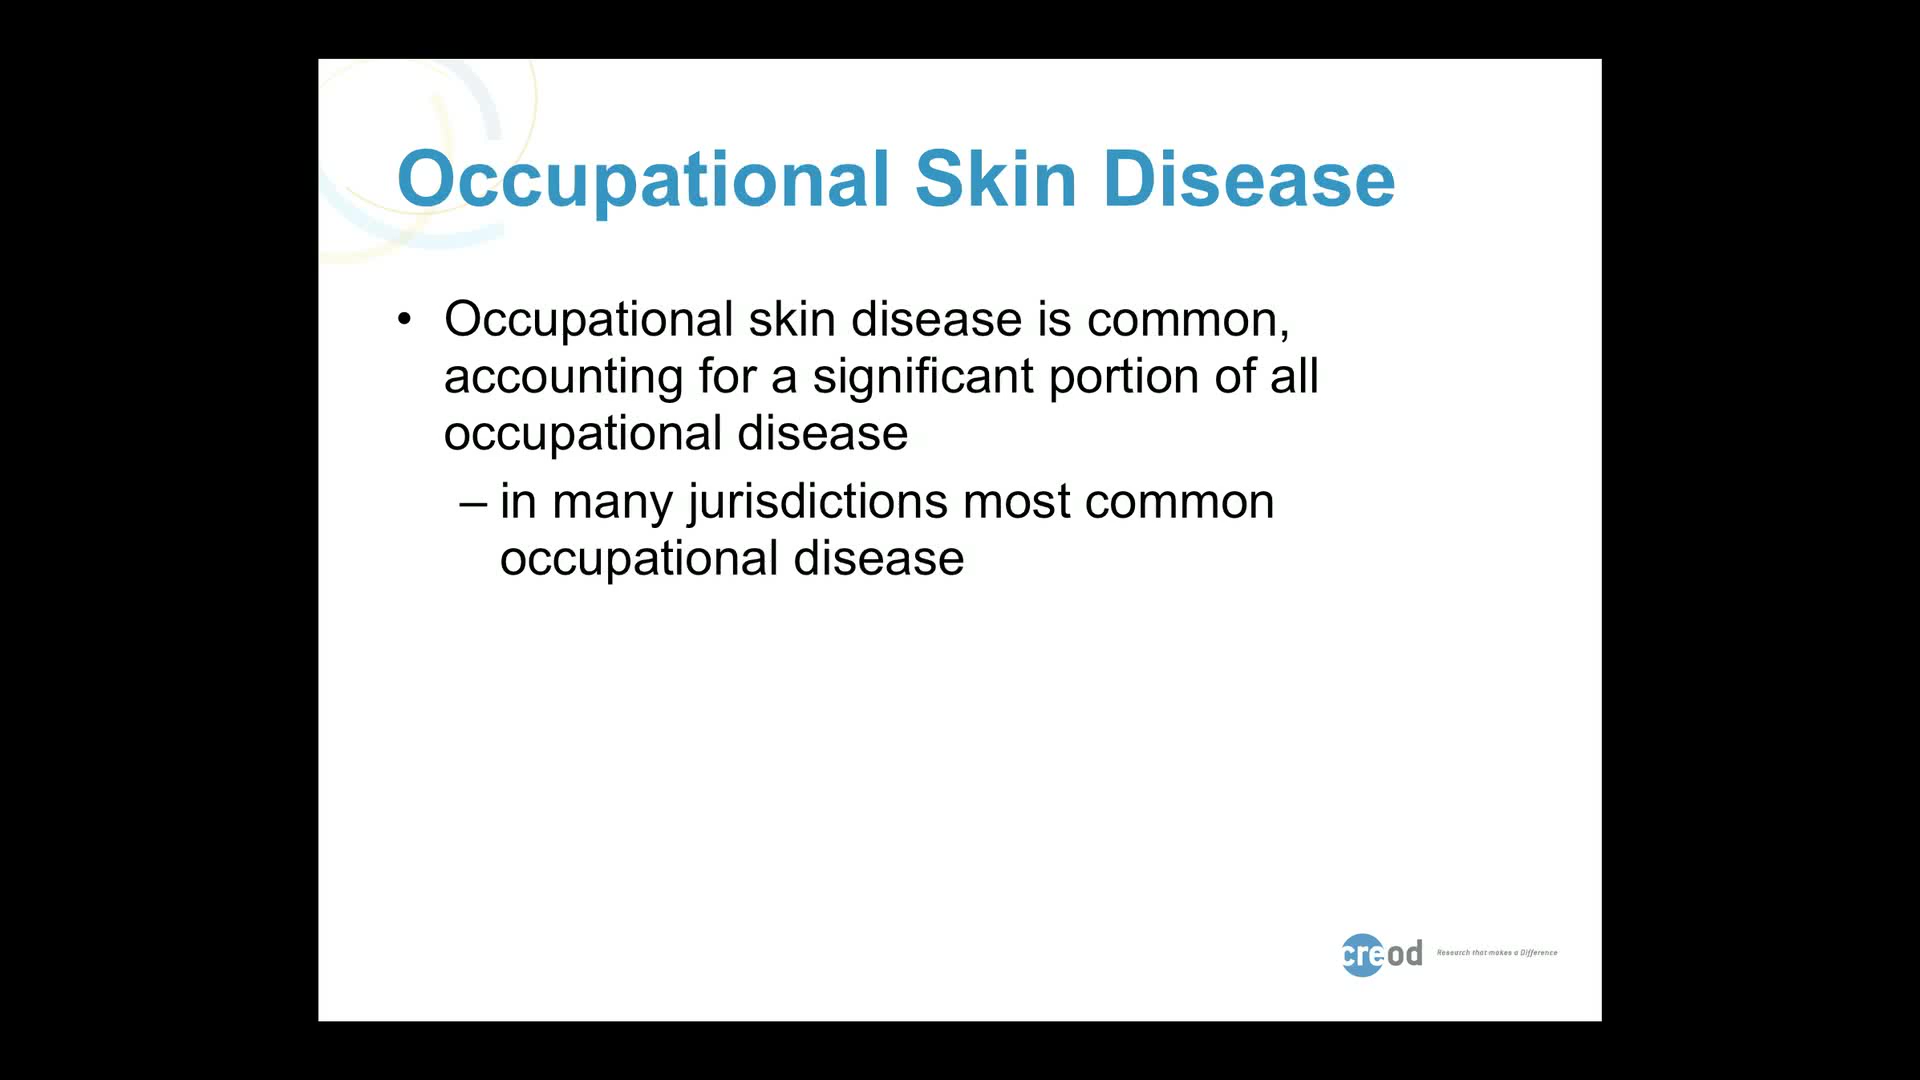 Occupational Skin Disease
• Occupational skin disease is common,
accounting for a significant portion of all
occupational disease
– in many jurisdictions most common
occupational disease
creod Research that makes a Difference